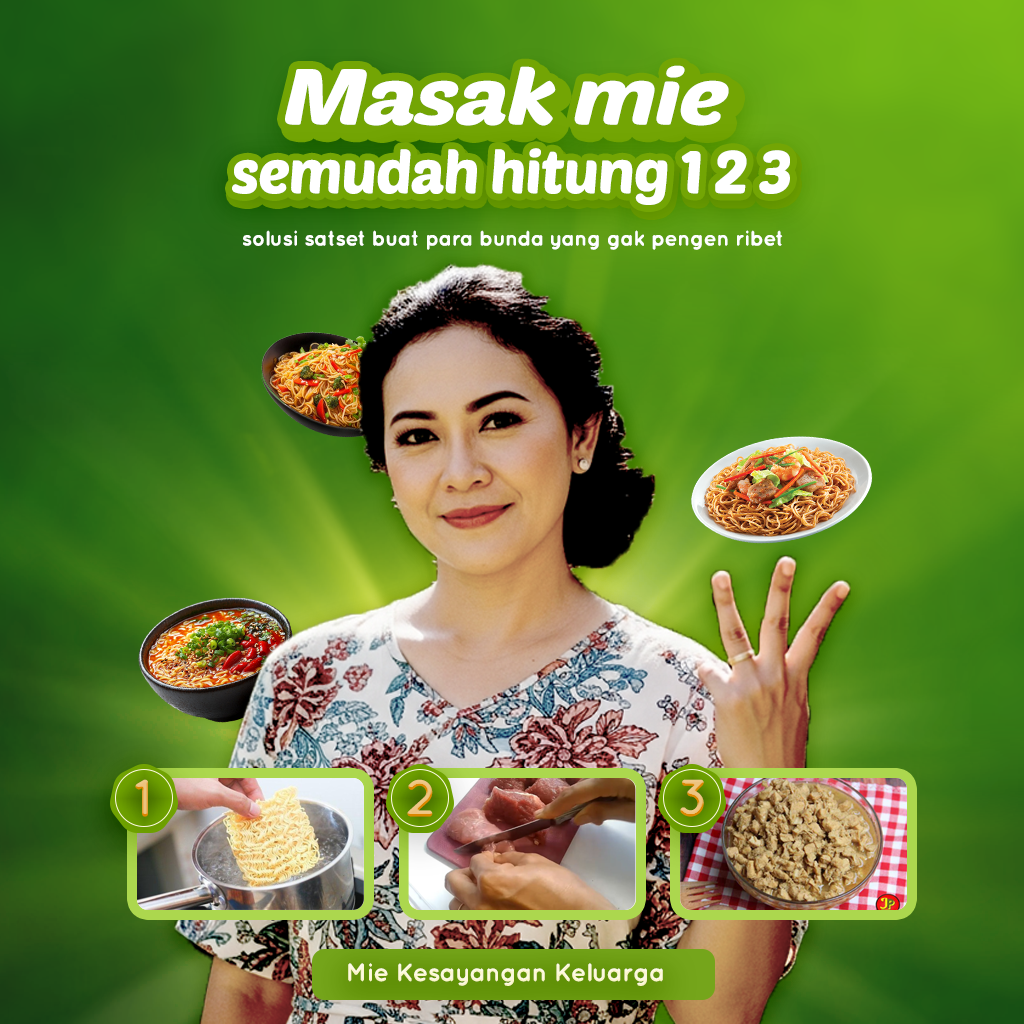 Masak mie
semudah hitung 1 2 3
solusi satset buat para bunda yang gak pengen ribet
1
2
3
JP
Mie Kesayangan Keluarga